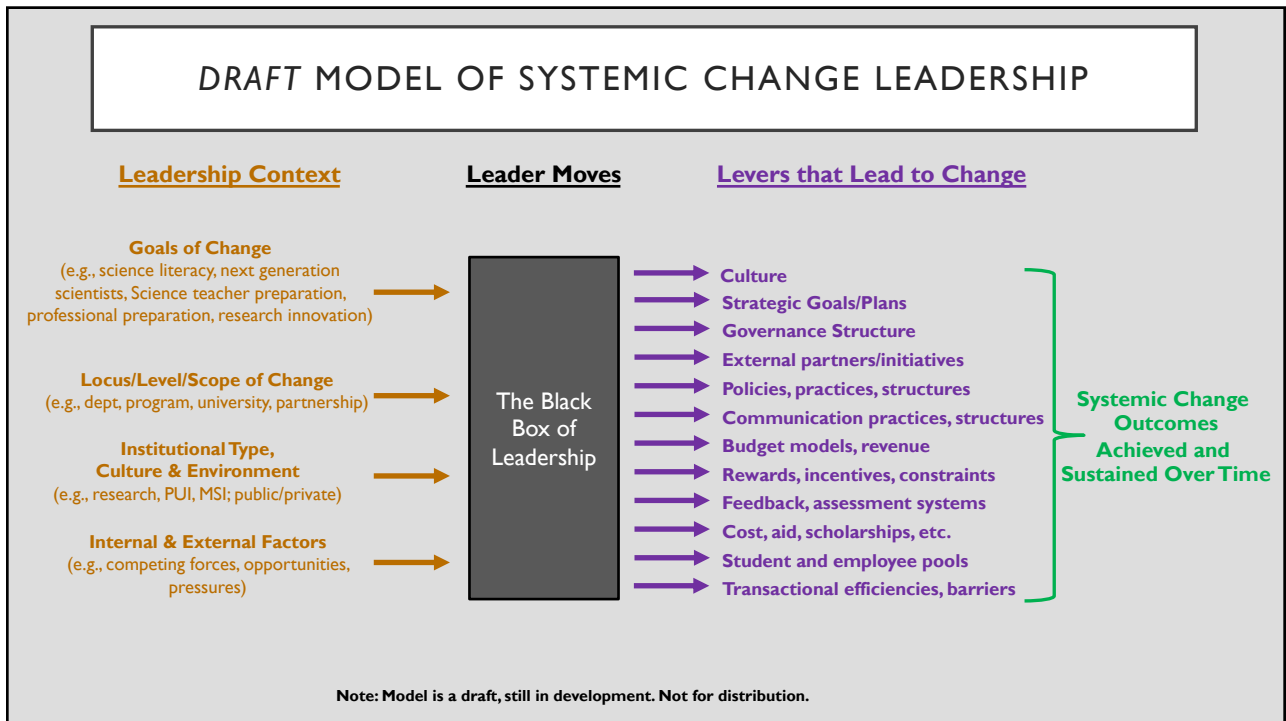 DRAFT MODEL OF SYSTEMIC CHANGE LEADERSHIP
Leadership Context
Goals of Change
(e.g., science literacy, next generation
scientists, Science teacher preparation,
professional preparation, research innovation)
Locus/Level/Scope of Change
(e.g., dept, program, university, partnership)
Institutional Type,
Culture & Environment
(e.g., research, PUI, MSI; public/private)
Internal & External Factors
(e.g., competing forces, opportunities,
pressures)
Leader Moves
The Black
Box of
Leadership
Levers that Lead to Change
Culture
Strategic Goals/Plans
Governance Structure
External partners/initiatives
Policies, practices, structures
Communication practices, structures
Budget models, revenue
Rewards, incentives, constraints
Feedback, assessment systems
Cost, aid, scholarships, etc.
Student and employee pools
Transactional efficiencies, barriers
Systemic Change
Outcomes
Achieved and
Sustained Over Time
Note: Model is a draft, still in development. Not for distribution.